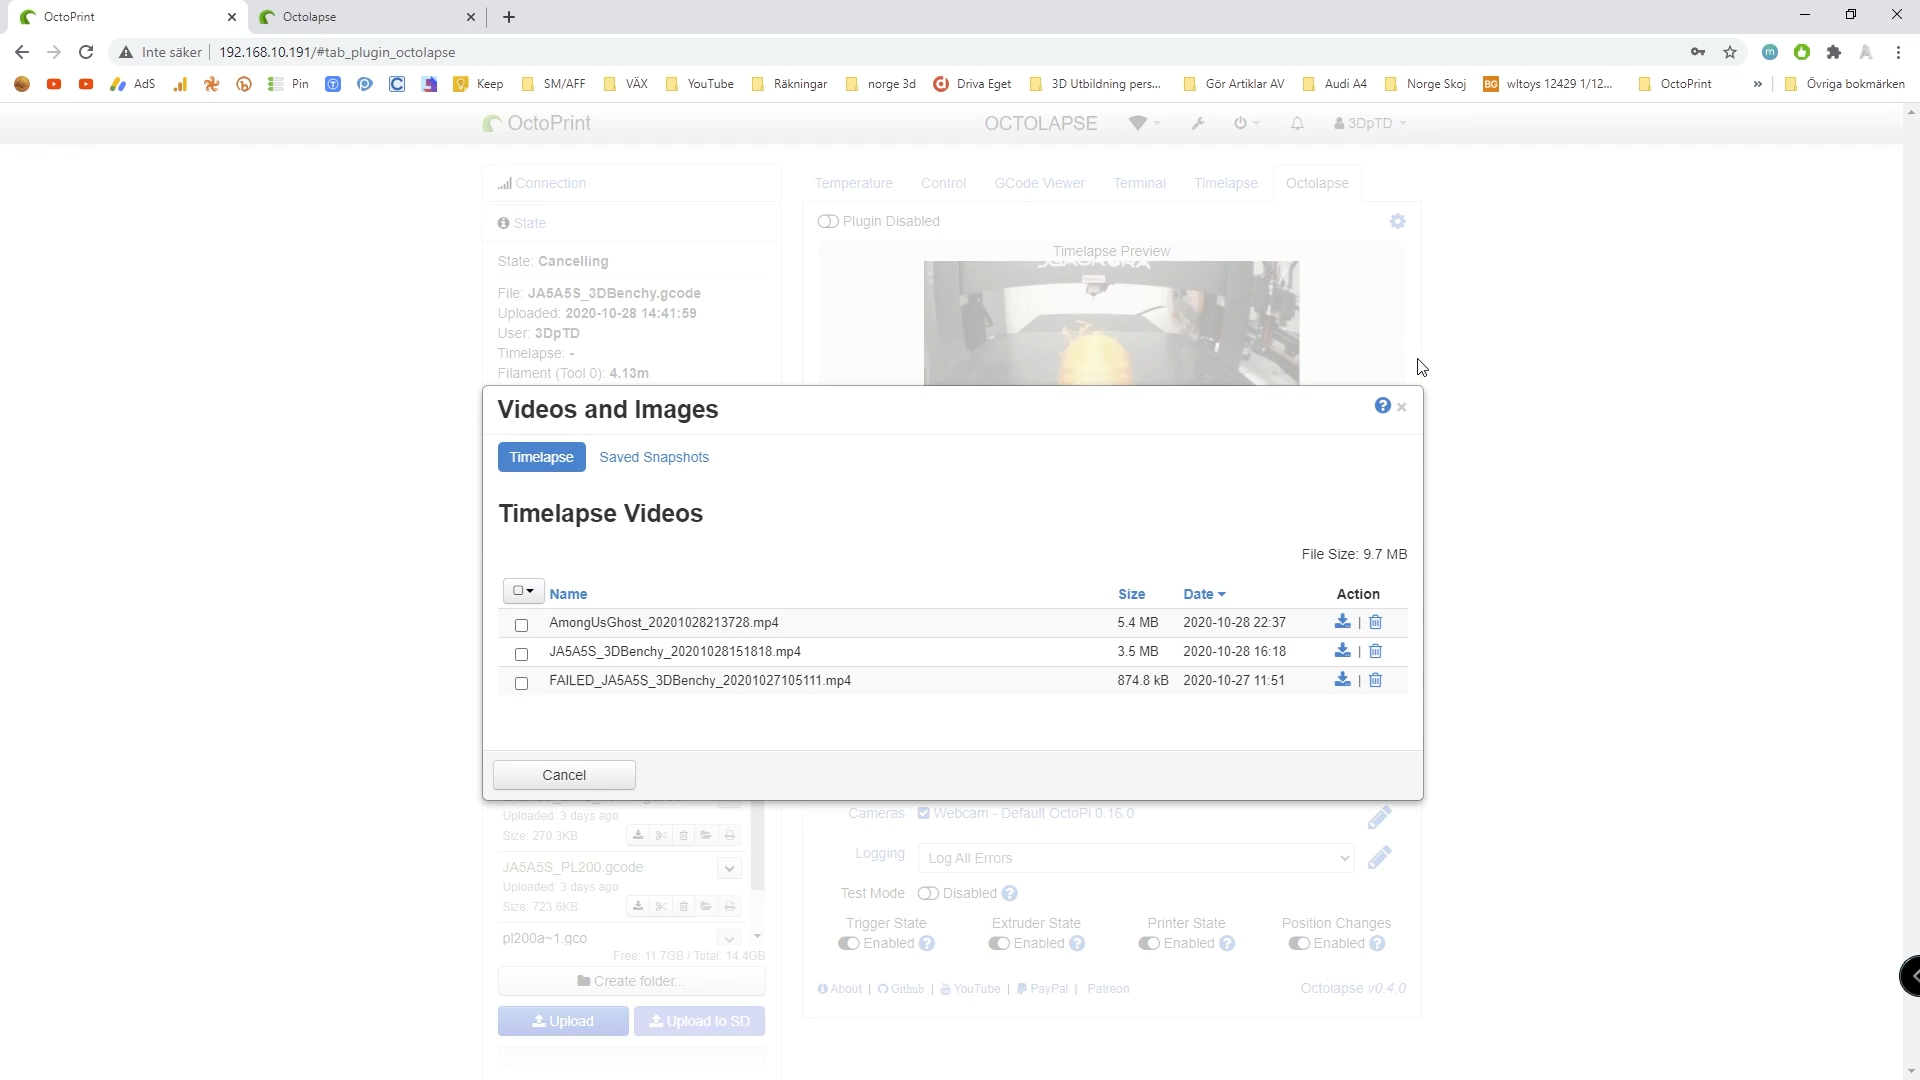 OctoPrint
Octolapse
Inte säker
192.168.10.191/#tab_plugin_octolapse
AdS
Pin
Keep
SM/AFF
VÄX
YouTube
Räkningar
norge 3d
Driva Eget
3D Utbildning pers...
Gör Artiklar AV
Audi A4
Norge Skoj
BG wltoys 12429 1/12...
OctoPrint
»
Övriga bokmärken
OctoPrint
OCTOLAPSE
3DpTD
Connection
State
State: Cancelling
File: JA5A5S_3DBenchy.gcode
Uploaded: 2020-10-28 14:41:59
User: 3DpTD
Timelapse: -
Filament (Tool 0): 4.13m
Temperature
Control
GCode Viewer
Terminal
Timelapse
Octolapse
Plugin Disabled
Timelapse Preview
Videos and Images
Timelapse
Saved Snapshots
Timelapse Videos
File Size: 9.7 MB
Name Size Date Action
AmongUsGhost_20201028213728.mp4 5.4 MB 2020-10-28 22:37 |
JA5A5S_3DBenchy_20201028151818.mp4 3.5 MB 2020-10-28 16:18 |
FAILED_JA5A5S_3DBenchy_20201027105111.mp4 874.8 kB 2020-10-27 11:51 |
Cancel
Uploaded: 3 days ago
Size: 270.3KB
JA5A5S_PL200.gcode
Uploaded: 3 days ago
Size: 723.6KB
pl200a~1.gco
Free: 11.7GB / Total: 14.4GB
Create folder...
Upload
Upload to SD
Cameras
Webcam - Default OctoPi 0.16.0
Logging
Log All Errors
Test Mode
Disabled
Trigger State
Extruder State
Printer State
Position Changes
Enabled
Enabled
Enabled
Enabled
About | Github | YouTube | PayPal | Patreon
Octolapse v0.4.0